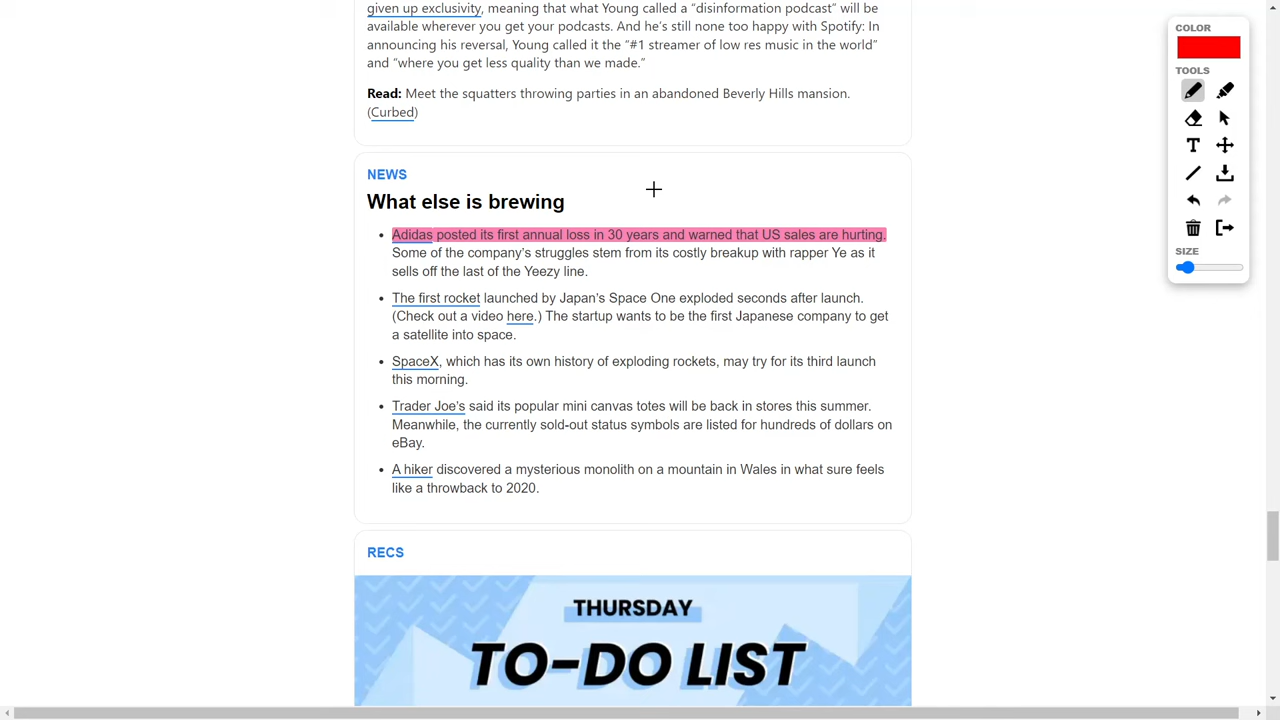 given up exclusivity, meaning that what Young called a “disinformation podcast” will be
available wherever you get your podcasts. And he’s still none too happy with Spotify: In
announcing his reversal, Young called it the “#1 streamer of low res music in the world”
and “where you get less quality than we made.”
Read: Meet the squatters throwing parties in an abandoned Beverly Hills mansion.
(Curbed)
NEWS
What else is brewing
• Adidas posted its first annual loss in 30 years and warned that US sales are hurting.
Some of the company’s struggles stem from its costly breakup with rapper Ye as it
sells off the last of the Yeezy line.
• The first rocket launched by Japan’s Space One exploded seconds after launch.
(Check out a video here.) The startup wants to be the first Japanese company to get
a satellite into space.
• SpaceX, which has its own history of exploding rockets, may try for its third launch
this morning.
• Trader Joe’s said its popular mini canvas totes will be back in stores this summer.
Meanwhile, the currently sold-out status symbols are listed for hundreds of dollars on
eBay.
• A hiker discovered a mysterious monolith on a mountain in Wales in what sure feels
like a throwback to 2020.
RECS
THURSDAY
TO-DO LIST
COLOR
TOOLS
T
SIZE